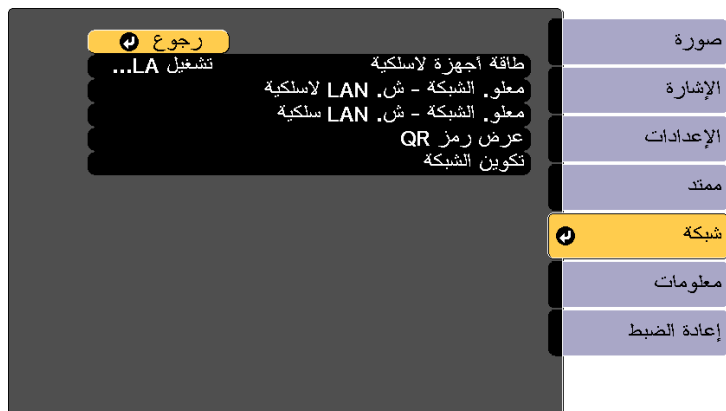 رجوع
طاقة أجهزة لاسلكية تشغيل LA...
معلو. الشبكة - ش. LAN لاسلكية
معلو. الشبكة - ش. LAN سلكية
عرض رمز QR
تكوين الشبكة
صورة
الإشارة
الإعدادات
ممتد
شبكة
معلومات
إعادة الضبط